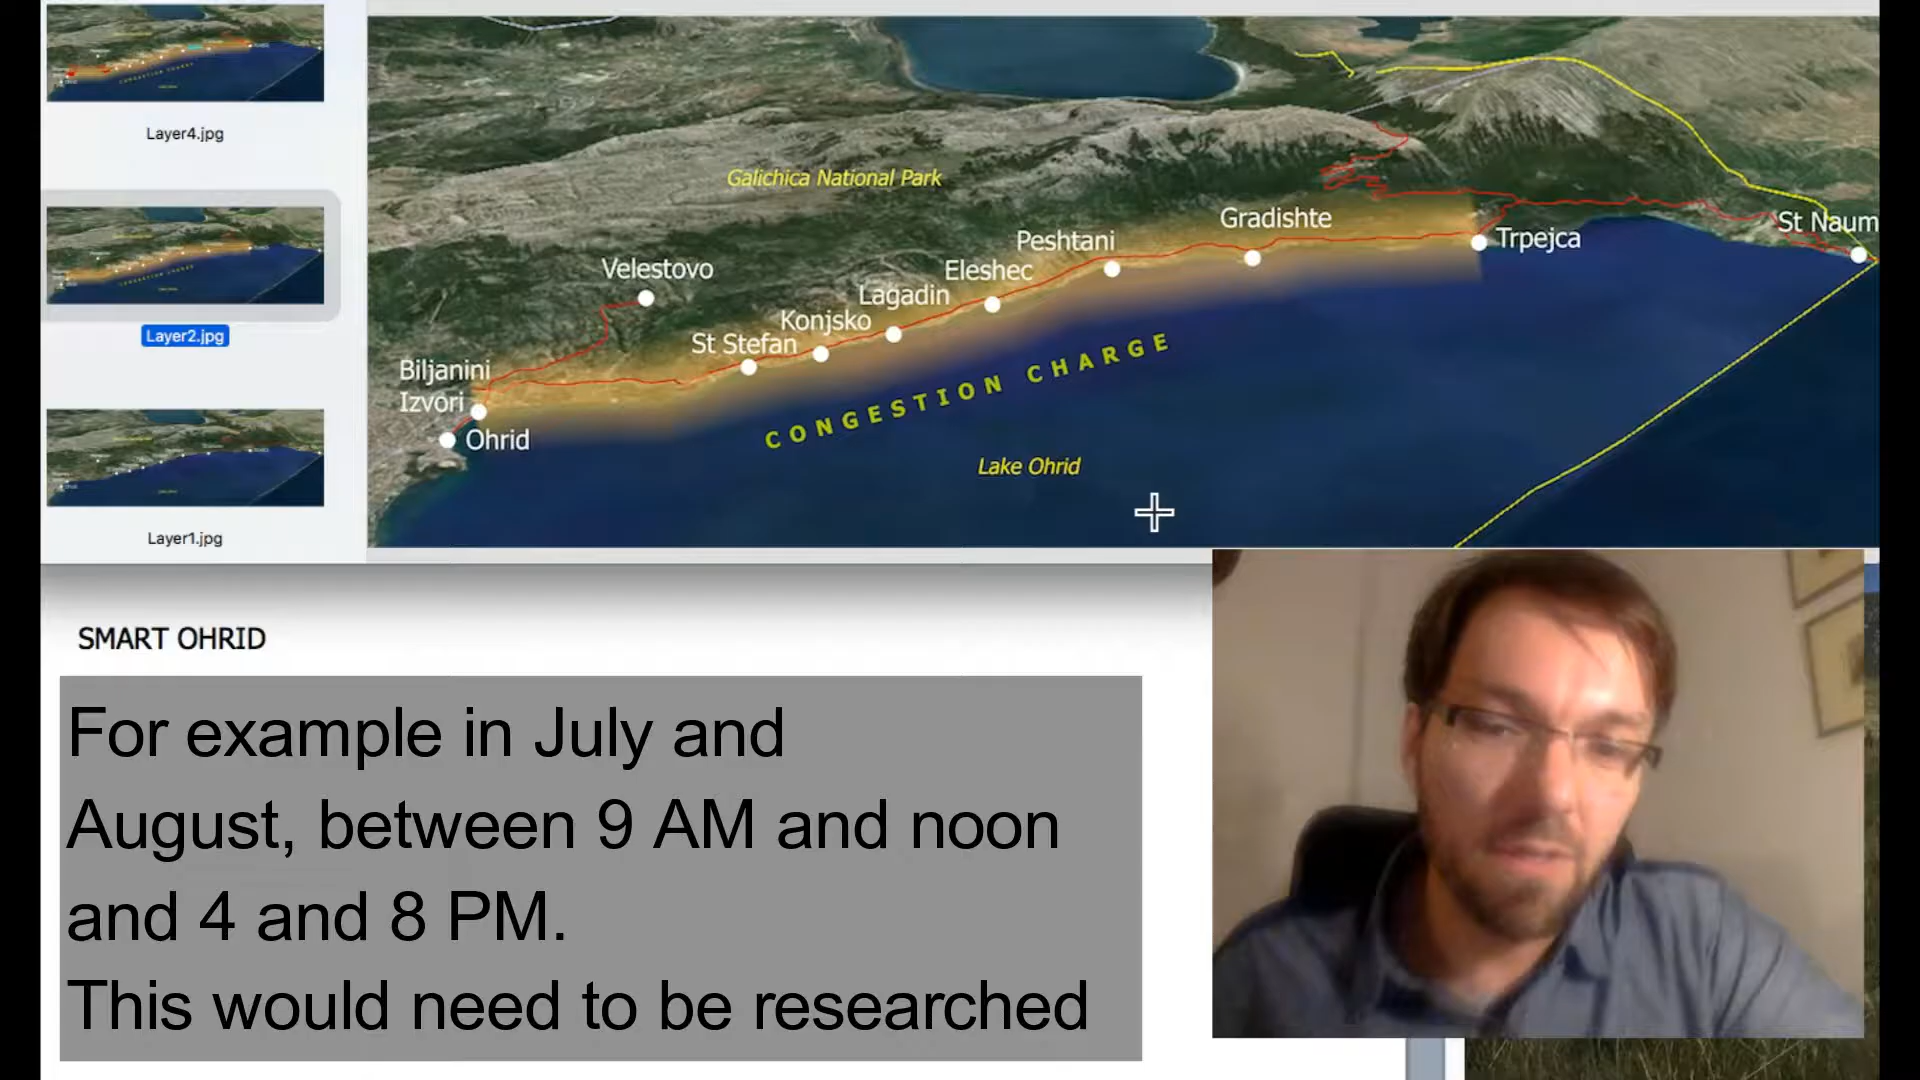 Layer4.jpg
Layer2.jpg
Layer1.jpg
Galichica National Park
Gradishte
St Naum
Peshtani
Trpejca
Velestovo
Eleshec
Lagadin
Konjsko
St Stefan
Biljanini
Izvori
Ohrid
CONGESTION CHARGE
Lake Ohrid
SMART OHRID
For example in July and
August, between 9 AM and noon
and 4 and 8 PM.
This would need to be researched